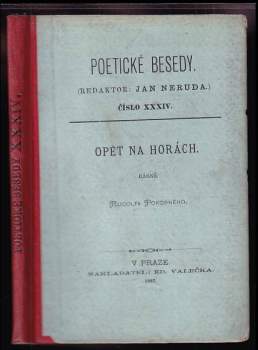 POETICKÉ BESEDY.
(REDAKTOR: JAN NERUDA.)
ČÍSLO XXXIV.
OPĚT NA HORÁCH.
BÁSNĚ
RUDOLFA POKORNÉHO.
V PRAZE.
NAKLADATEL: ED. VALEČKA.
POETICKÉ BESEDY XXXIV.